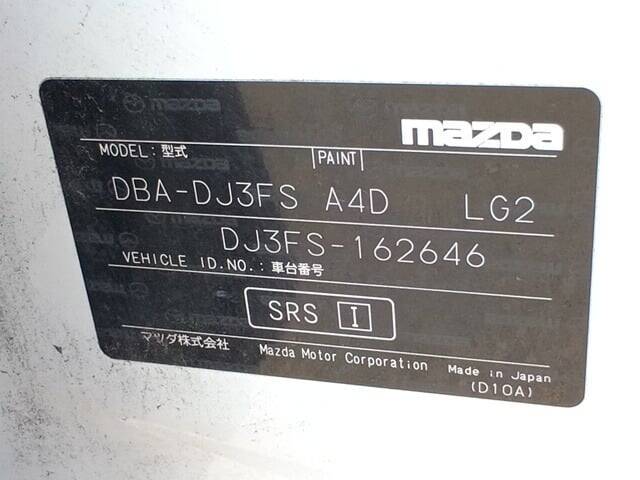 mazda
MODEL:型式 PAINT
DBA-DJ3FS A4D LG2
DJ3FS-162646
VEHICLE ID.NO.:車台番号
SRS I
マツダ株式会社 Mazda Motor Corporation Made in Japan
(D10A)